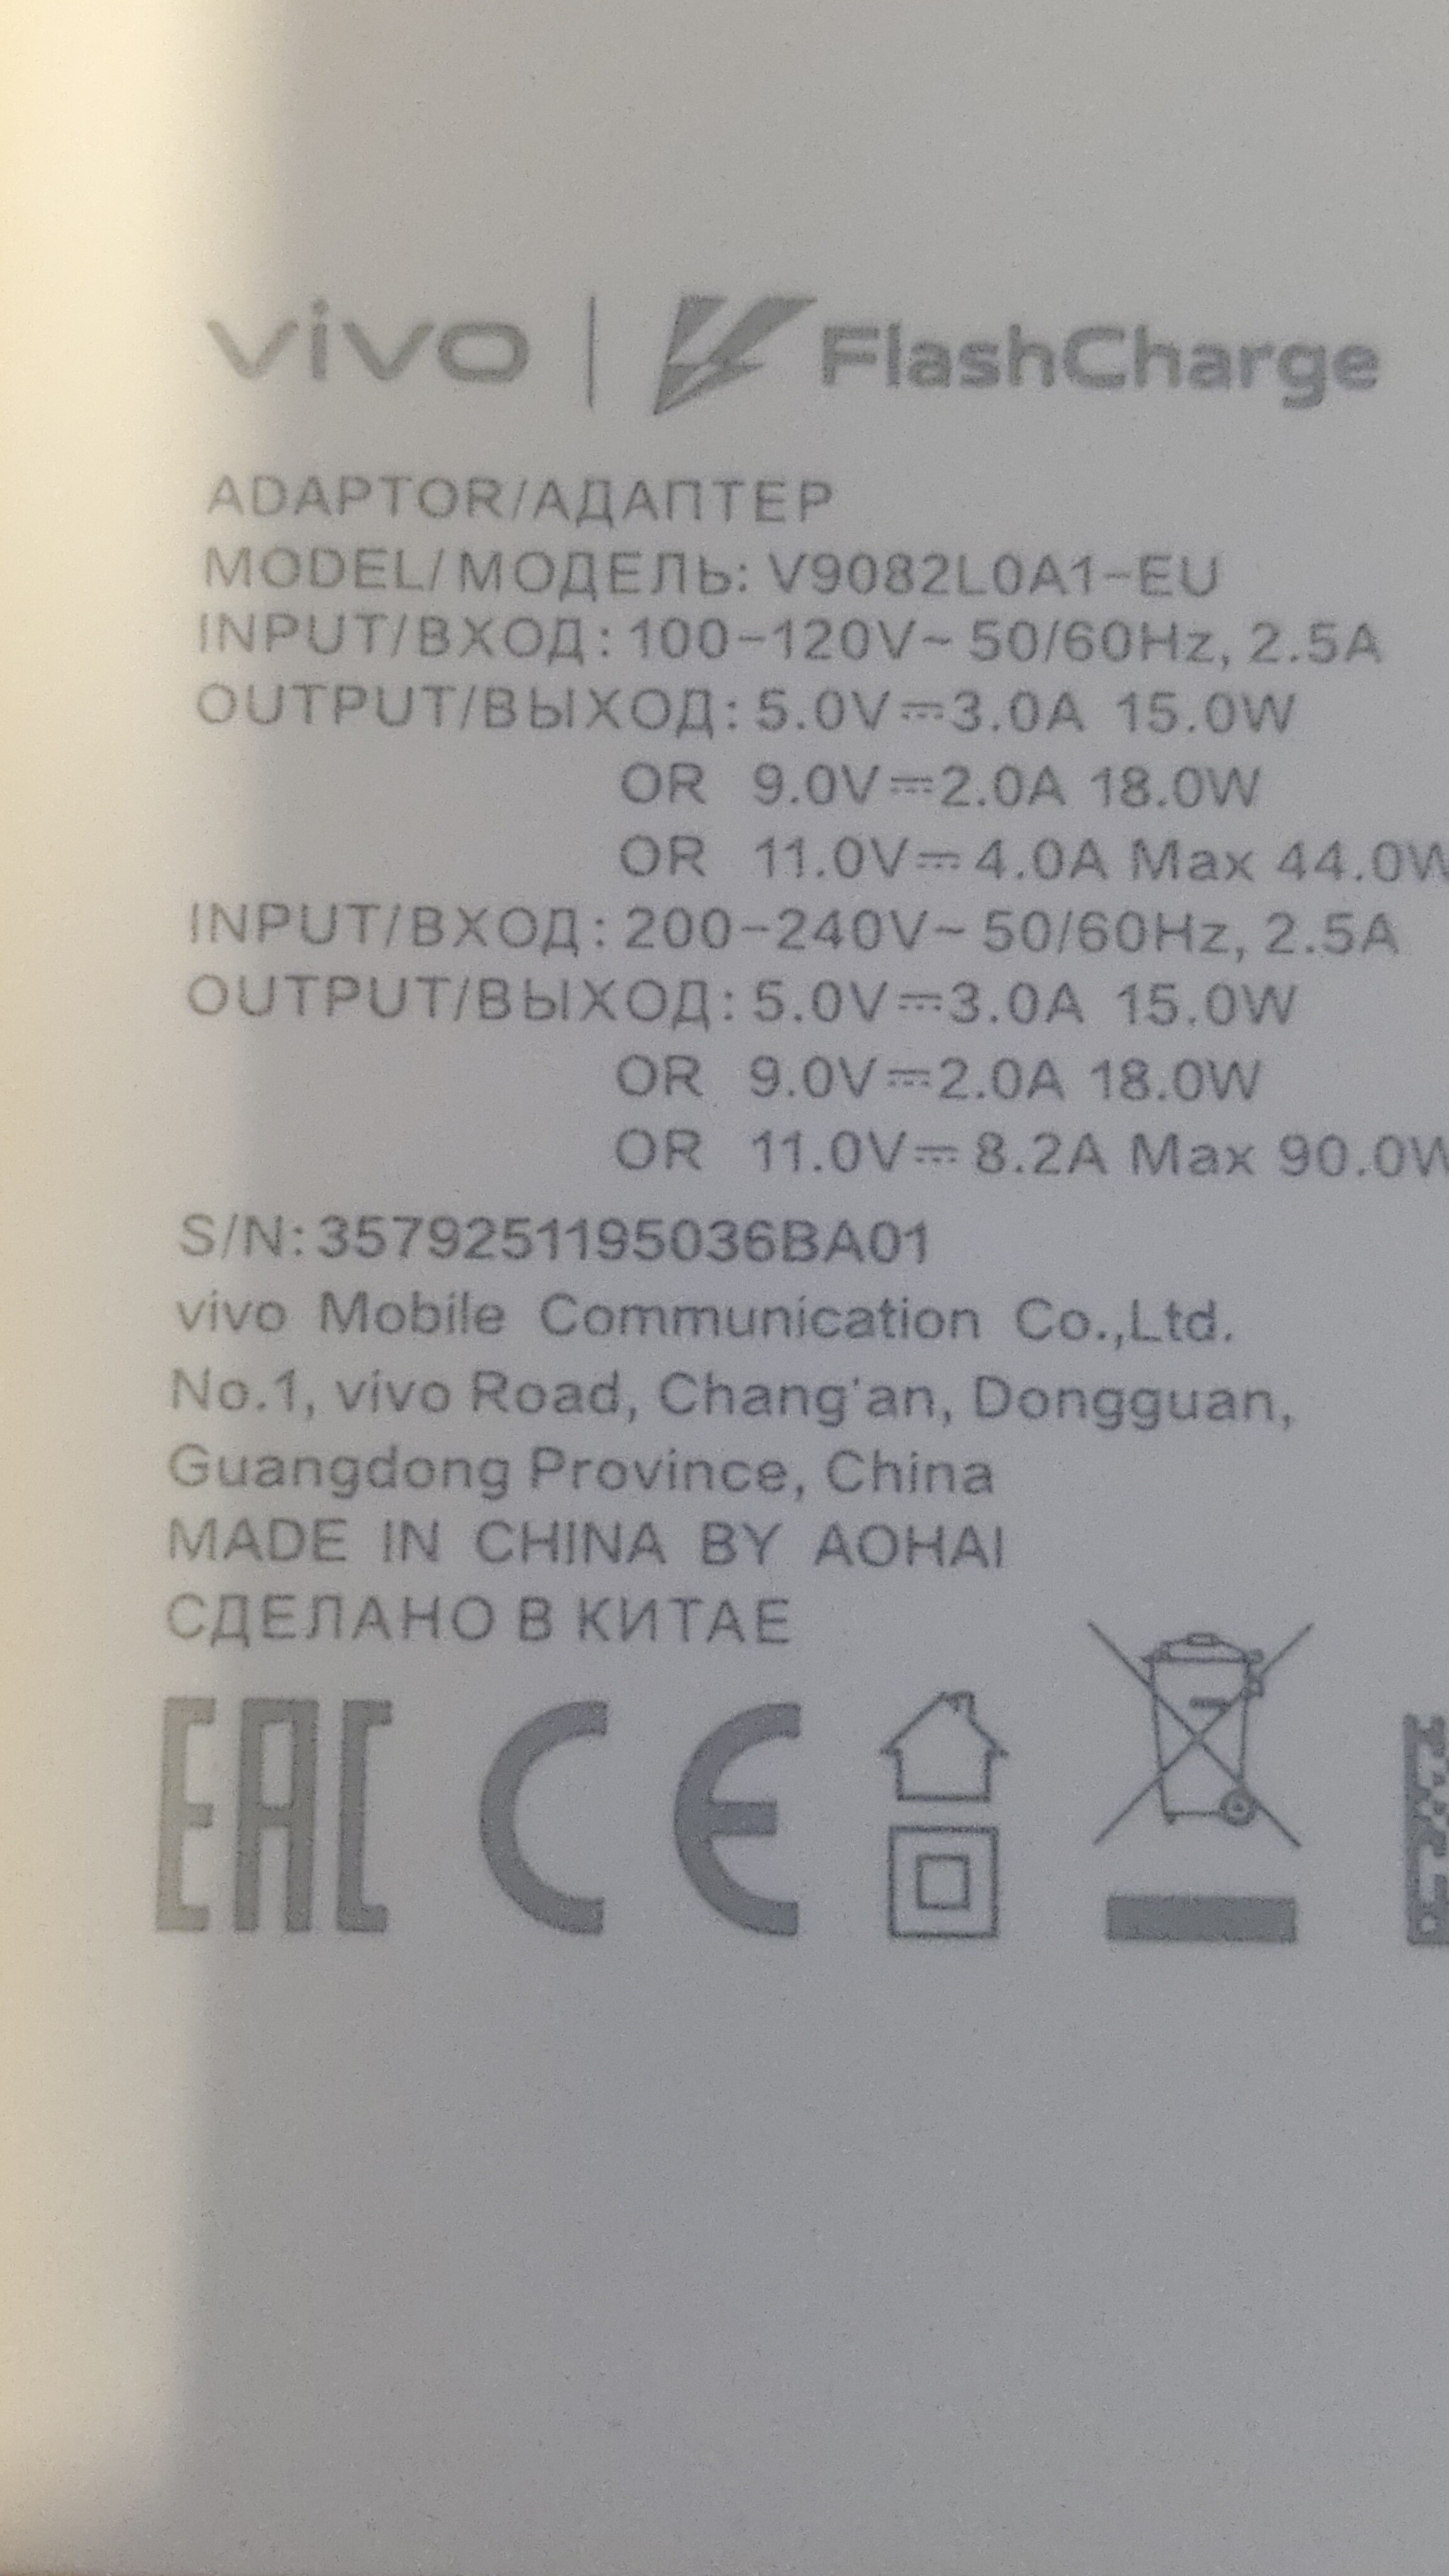 vivo | FlashCharge
ADAPTOR/АДАПТЕР
MODEL/МОДЕЛЬ: V9082L0A1-EU
INPUT/ВХОД: 100-120V~ 50/60Hz, 2.5A
OUTPUT/ВЫХОД: 5.0V⎓3.0A 15.0W
OR 9.0V⎓2.0A 18.0W
OR 11.0V⎓4.0A Max 44.0W
INPUT/ВХОД: 200-240V~ 50/60Hz, 2.5A
OUTPUT/ВЫХОД: 5.0V⎓3.0A 15.0W
OR 9.0V⎓2.0A 18.0W
OR 11.0V⎓8.2A Max 90.0W
S/N: 3579251195036BA01
vivo Mobile Communication Co.,Ltd.
No.1, vivo Road, Chang'an, Dongguan,
Guangdong Province, China
MADE IN CHINA BY AOHAI
СДЕЛАНО В КИТАЕ
EAC CE